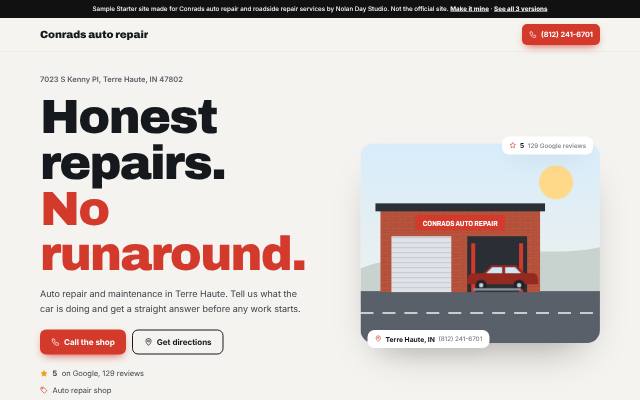 Sample Starter site made for Conrads auto repair and roadside repair services by Nolan Day Studio. Not the official site. Make it mine · See all 3 versions
Conrads auto repair
(812) 241-6701
7023 S Kenny Pl, Terre Haute, IN 47802
Honest
repairs.
No
runaround.
Auto repair and maintenance in Terre Haute. Tell us what the
car is doing and get a straight answer before any work starts.
Call the shop
Get directions
5 on Google, 129 reviews
Auto repair shop
5 129 Google reviews
CONRADS AUTO REPAIR
Terre Haute, IN (812) 241-6701